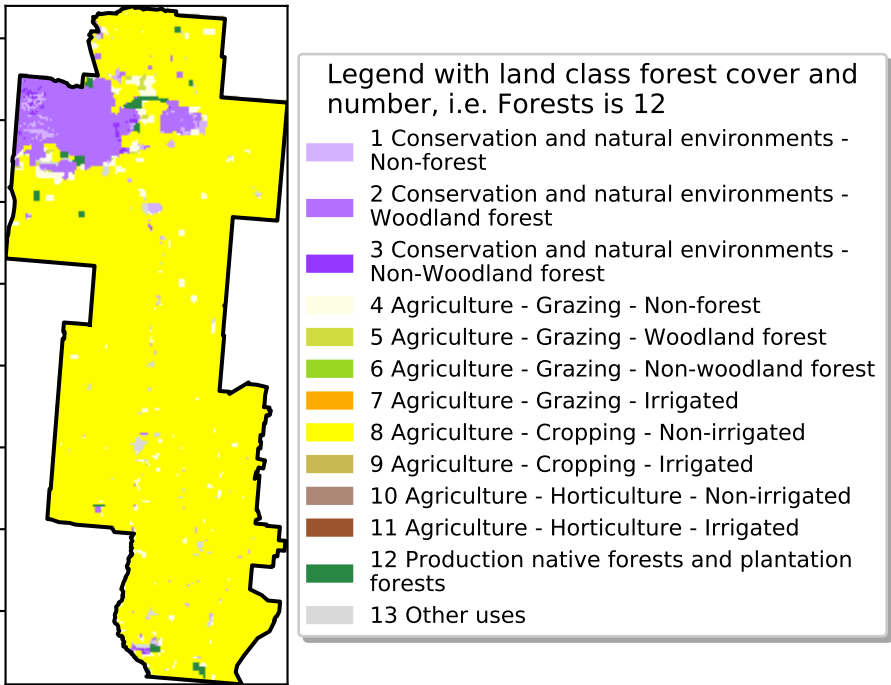 Legend with land class forest cover and
number, i.e. Forests is 12
1 Conservation and natural environments -
Non-forest
2 Conservation and natural environments -
Woodland forest
3 Conservation and natural environments -
Non-Woodland forest
4 Agriculture - Grazing - Non-forest
5 Agriculture - Grazing - Woodland forest
6 Agriculture - Grazing - Non-woodland forest
7 Agriculture - Grazing - Irrigated
8 Agriculture - Cropping - Non-irrigated
9 Agriculture - Cropping - Irrigated
10 Agriculture - Horticulture - Non-irrigated
11 Agriculture - Horticulture - Irrigated
12 Production native forests and plantation
forests
13 Other uses